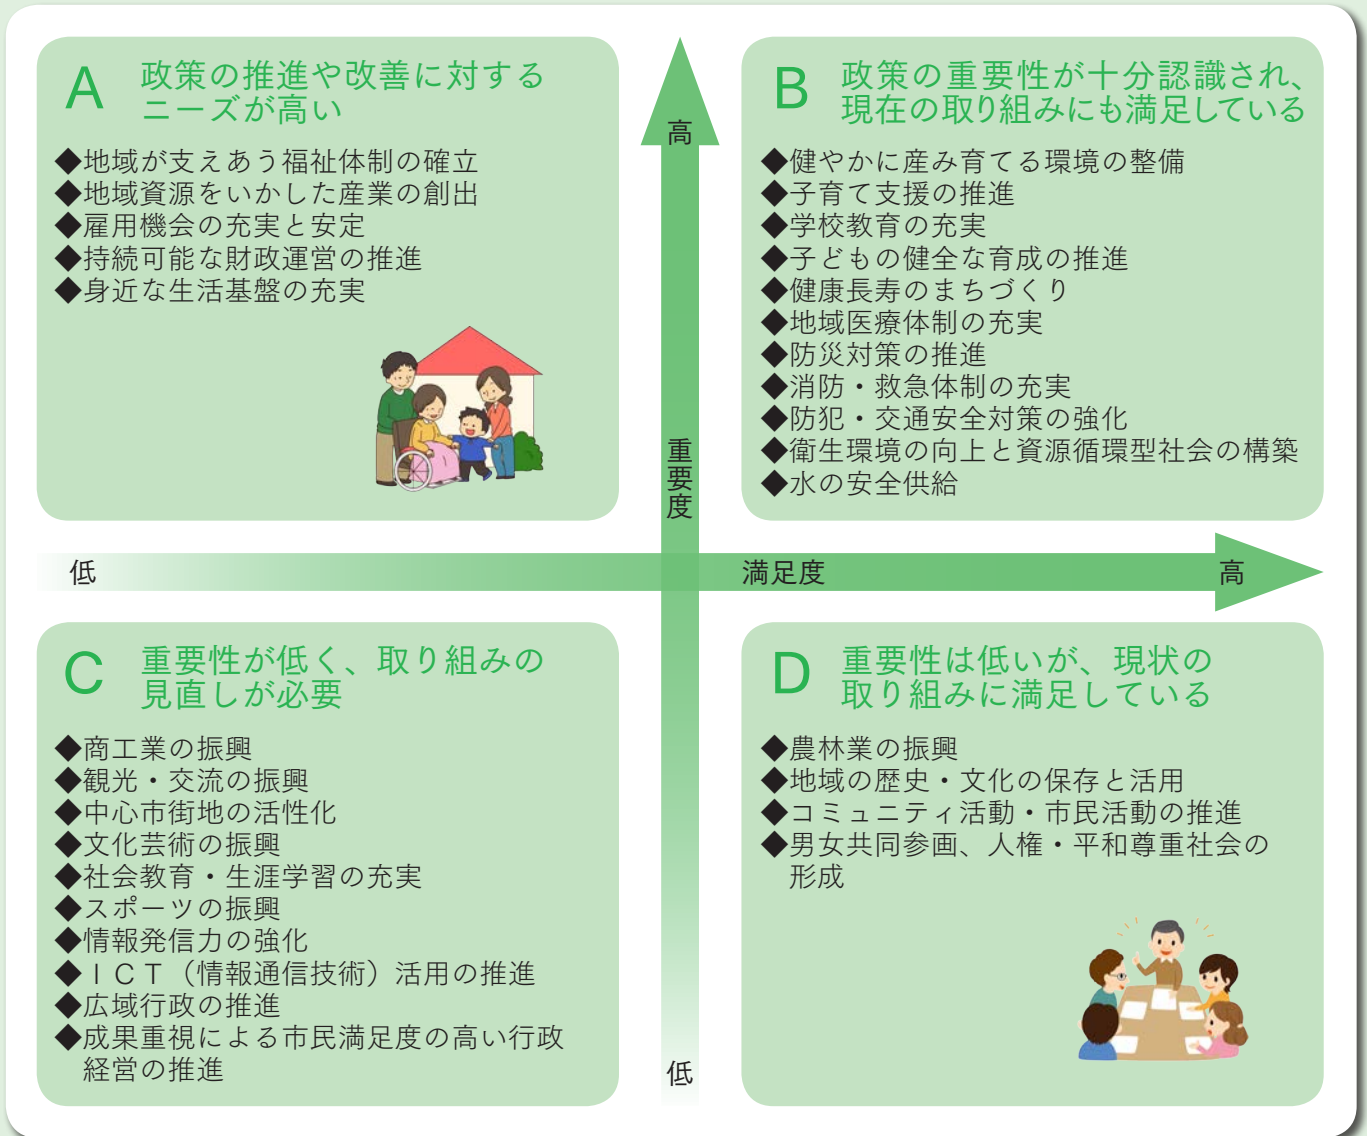 A 政策の推進や改善に対する
ニーズが高い
◆地域が支えあう福祉体制の確立
◆地域資源をいかした産業の創出
◆雇用機会の充実と安定
◆持続可能な財政運営の推進
◆身近な生活基盤の充実
高
重要度
低
B 政策の重要性が十分認識され、
現在の取り組みにも満足している
◆健やかに産み育てる環境の整備
◆子育て支援の推進
◆学校教育の充実
◆子どもの健全な育成の推進
◆健康長寿のまちづくり
◆地域医療体制の充実
◆防災対策の推進
◆消防・救急体制の充実
◆防犯・交通安全対策の強化
◆衛生環境の向上と資源循環型社会の構築
◆水の安全供給
低
満足度
高
C 重要性が低く、取り組みの
見直しが必要
◆商工業の振興
◆観光・交流の振興
◆中心市街地の活性化
◆文化芸術の振興
◆社会教育・生涯学習の充実
◆スポーツの振興
◆情報発信力の強化
◆ＩＣＴ（情報通信技術）活用の推進
◆広域行政の推進
◆成果重視による市民満足度の高い行政
経営の推進
D 重要性は低いが、現状の
取り組みに満足している
◆農林業の振興
◆地域の歴史・文化の保存と活用
◆コミュニティ活動・市民活動の推進
◆男女共同参画、人権・平和尊重社会の
形成